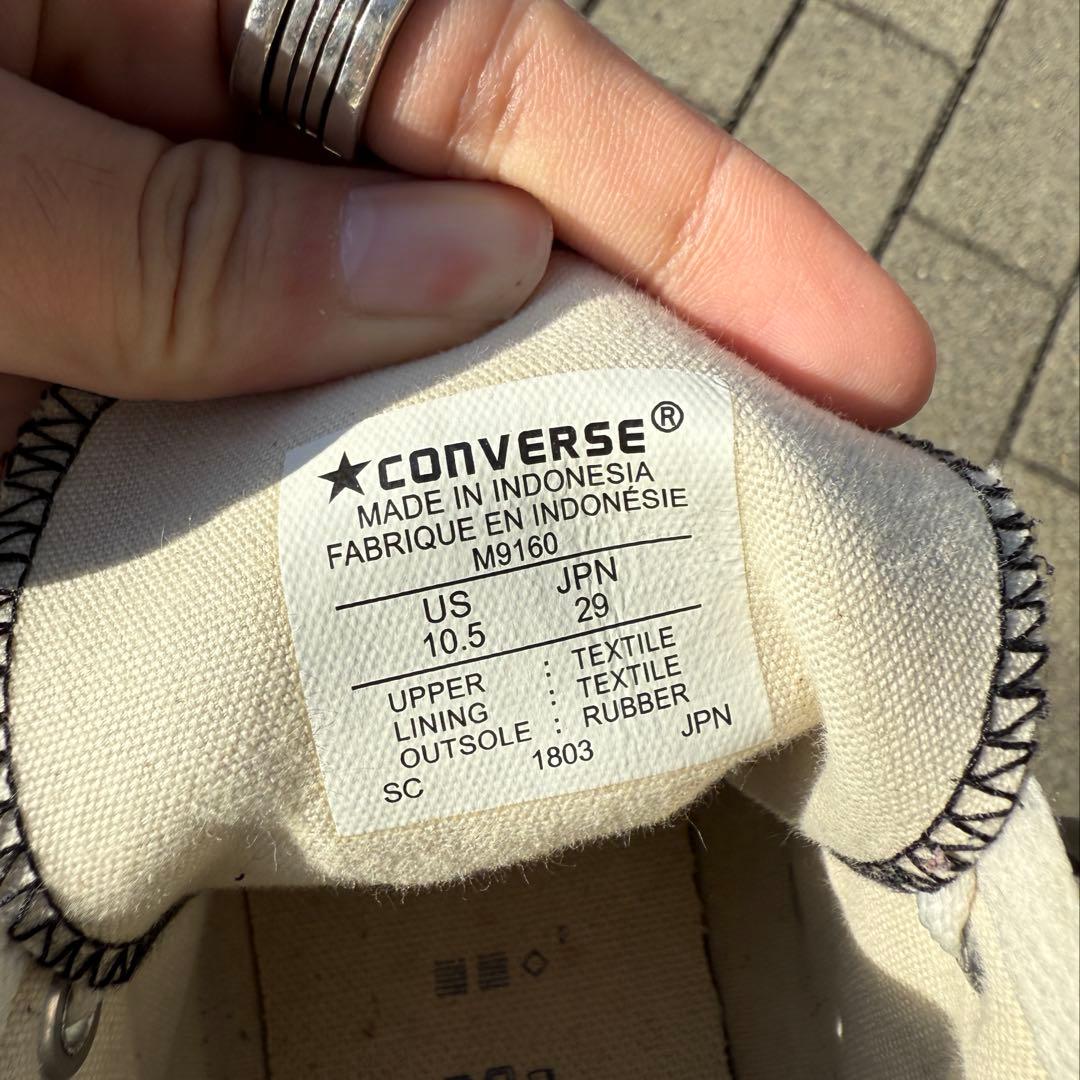 ★CONVERSE®
MADE IN INDONESIA
FABRIQUE EN INDONÉSIE
M9160
US JPN
10.5 29
UPPER : TEXTILE
LINING : TEXTILE
OUTSOLE : RUBBER
SC 1803 JPN